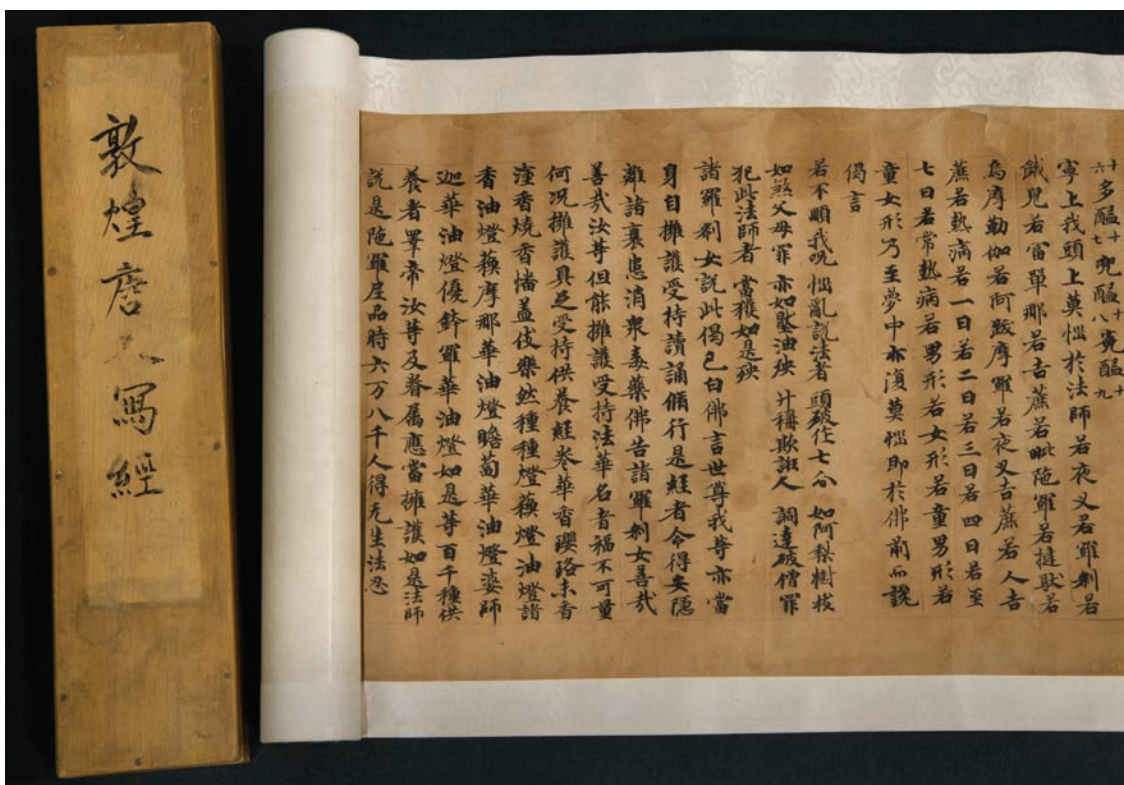 敦煌唐人寫經
十六多醯十七兜醯十八㝹醯十九
寧上我頭上莫惱於法師若夜叉若羅刹若
餓鬼若富單那若吉蔗若毗陁羅若揵馱若
烏摩勒伽若阿跋摩羅若夜叉吉蔗若人吉
蔗若熱病若一日若二日若三日若四日若至
七日若常熱病若男形若女形若童男形若
童女形乃至夢中亦復莫惱即於佛前而說
偈言
若不順我呪 惱亂說法者 頭破作七分 如阿梨樹枝
如煞父母罪 亦如壓油殃 斗秤欺誑人 調達破僧罪
犯此法師者 當獲如是殃
諸羅刹女說此偈已白佛言世尊我等亦當
身自擁護受持讀誦脩行是經者令得安隱
離諸衰患消衆毒藥佛告諸羅刹女善哉
善哉汝等但能擁護受持法華名者福不可量
何況擁護具足受持供養經卷華香瓔珞末香
塗香燒香幡蓋伎樂然種種燈蘇燈油燈諸
香油燈蘇摩那華油燈瞻蔔華油燈婆師
迦華油燈優鉢羅華油燈如是等百千種供
養者睪帝汝等及眷属應當擁護如是法師
說是陁羅尼品時六万八千人得无生法忍